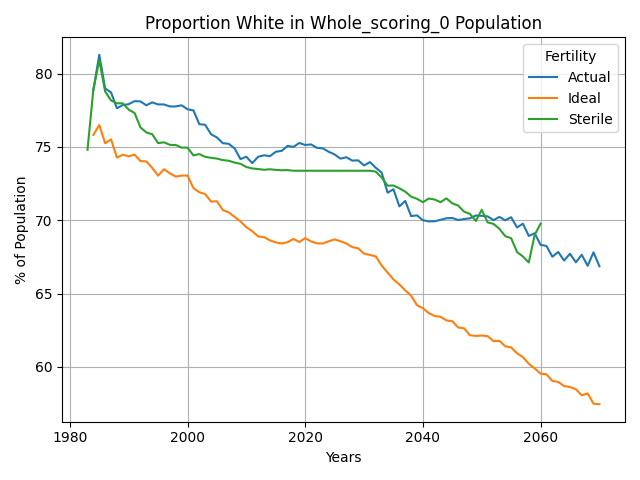 Proportion White in Whole_scoring_0 Population
% of Population
80
75
70
65
60
Fertility
Actual
Ideal
Sterile
1980
2000
2020
2040
2060
Years